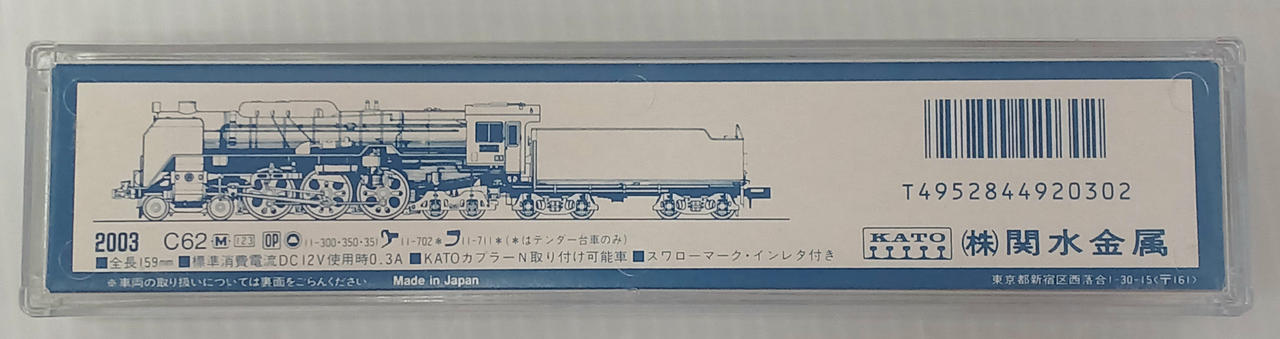 T4952844920302
2003 C62 M 123 OP 11-300·350·351 11-702* 11-711*(*はテンダー台車のみ)
■全長159mm ■標準消費電流DC12V使用時0.3A ■KATOカプラーN取り付け可能車 ■スワローマーク・インレタ付き
KATO (株)関水金属
※車両の取り扱いについては裏面をごらんください Made in Japan
東京都新宿区西落合1-30-15(〒161)